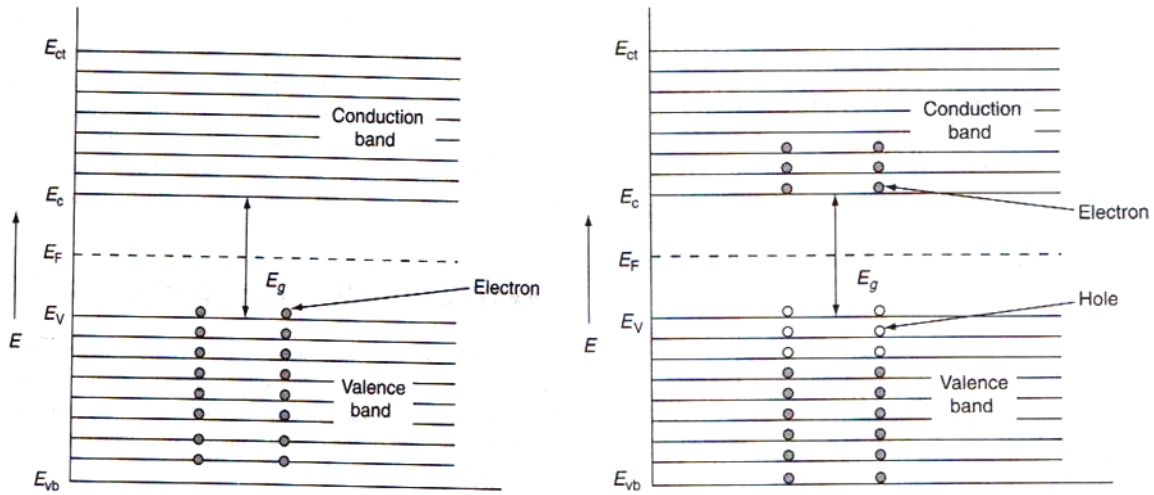 E_ct
Conduction
band
E_c
E_F
E_g
Electron
E_V
E
Valence
band
E_vb
E_ct
Conduction
band
E_c
Electron
E_F
E_g
Hole
E_V
E
Valence
band
E_vb